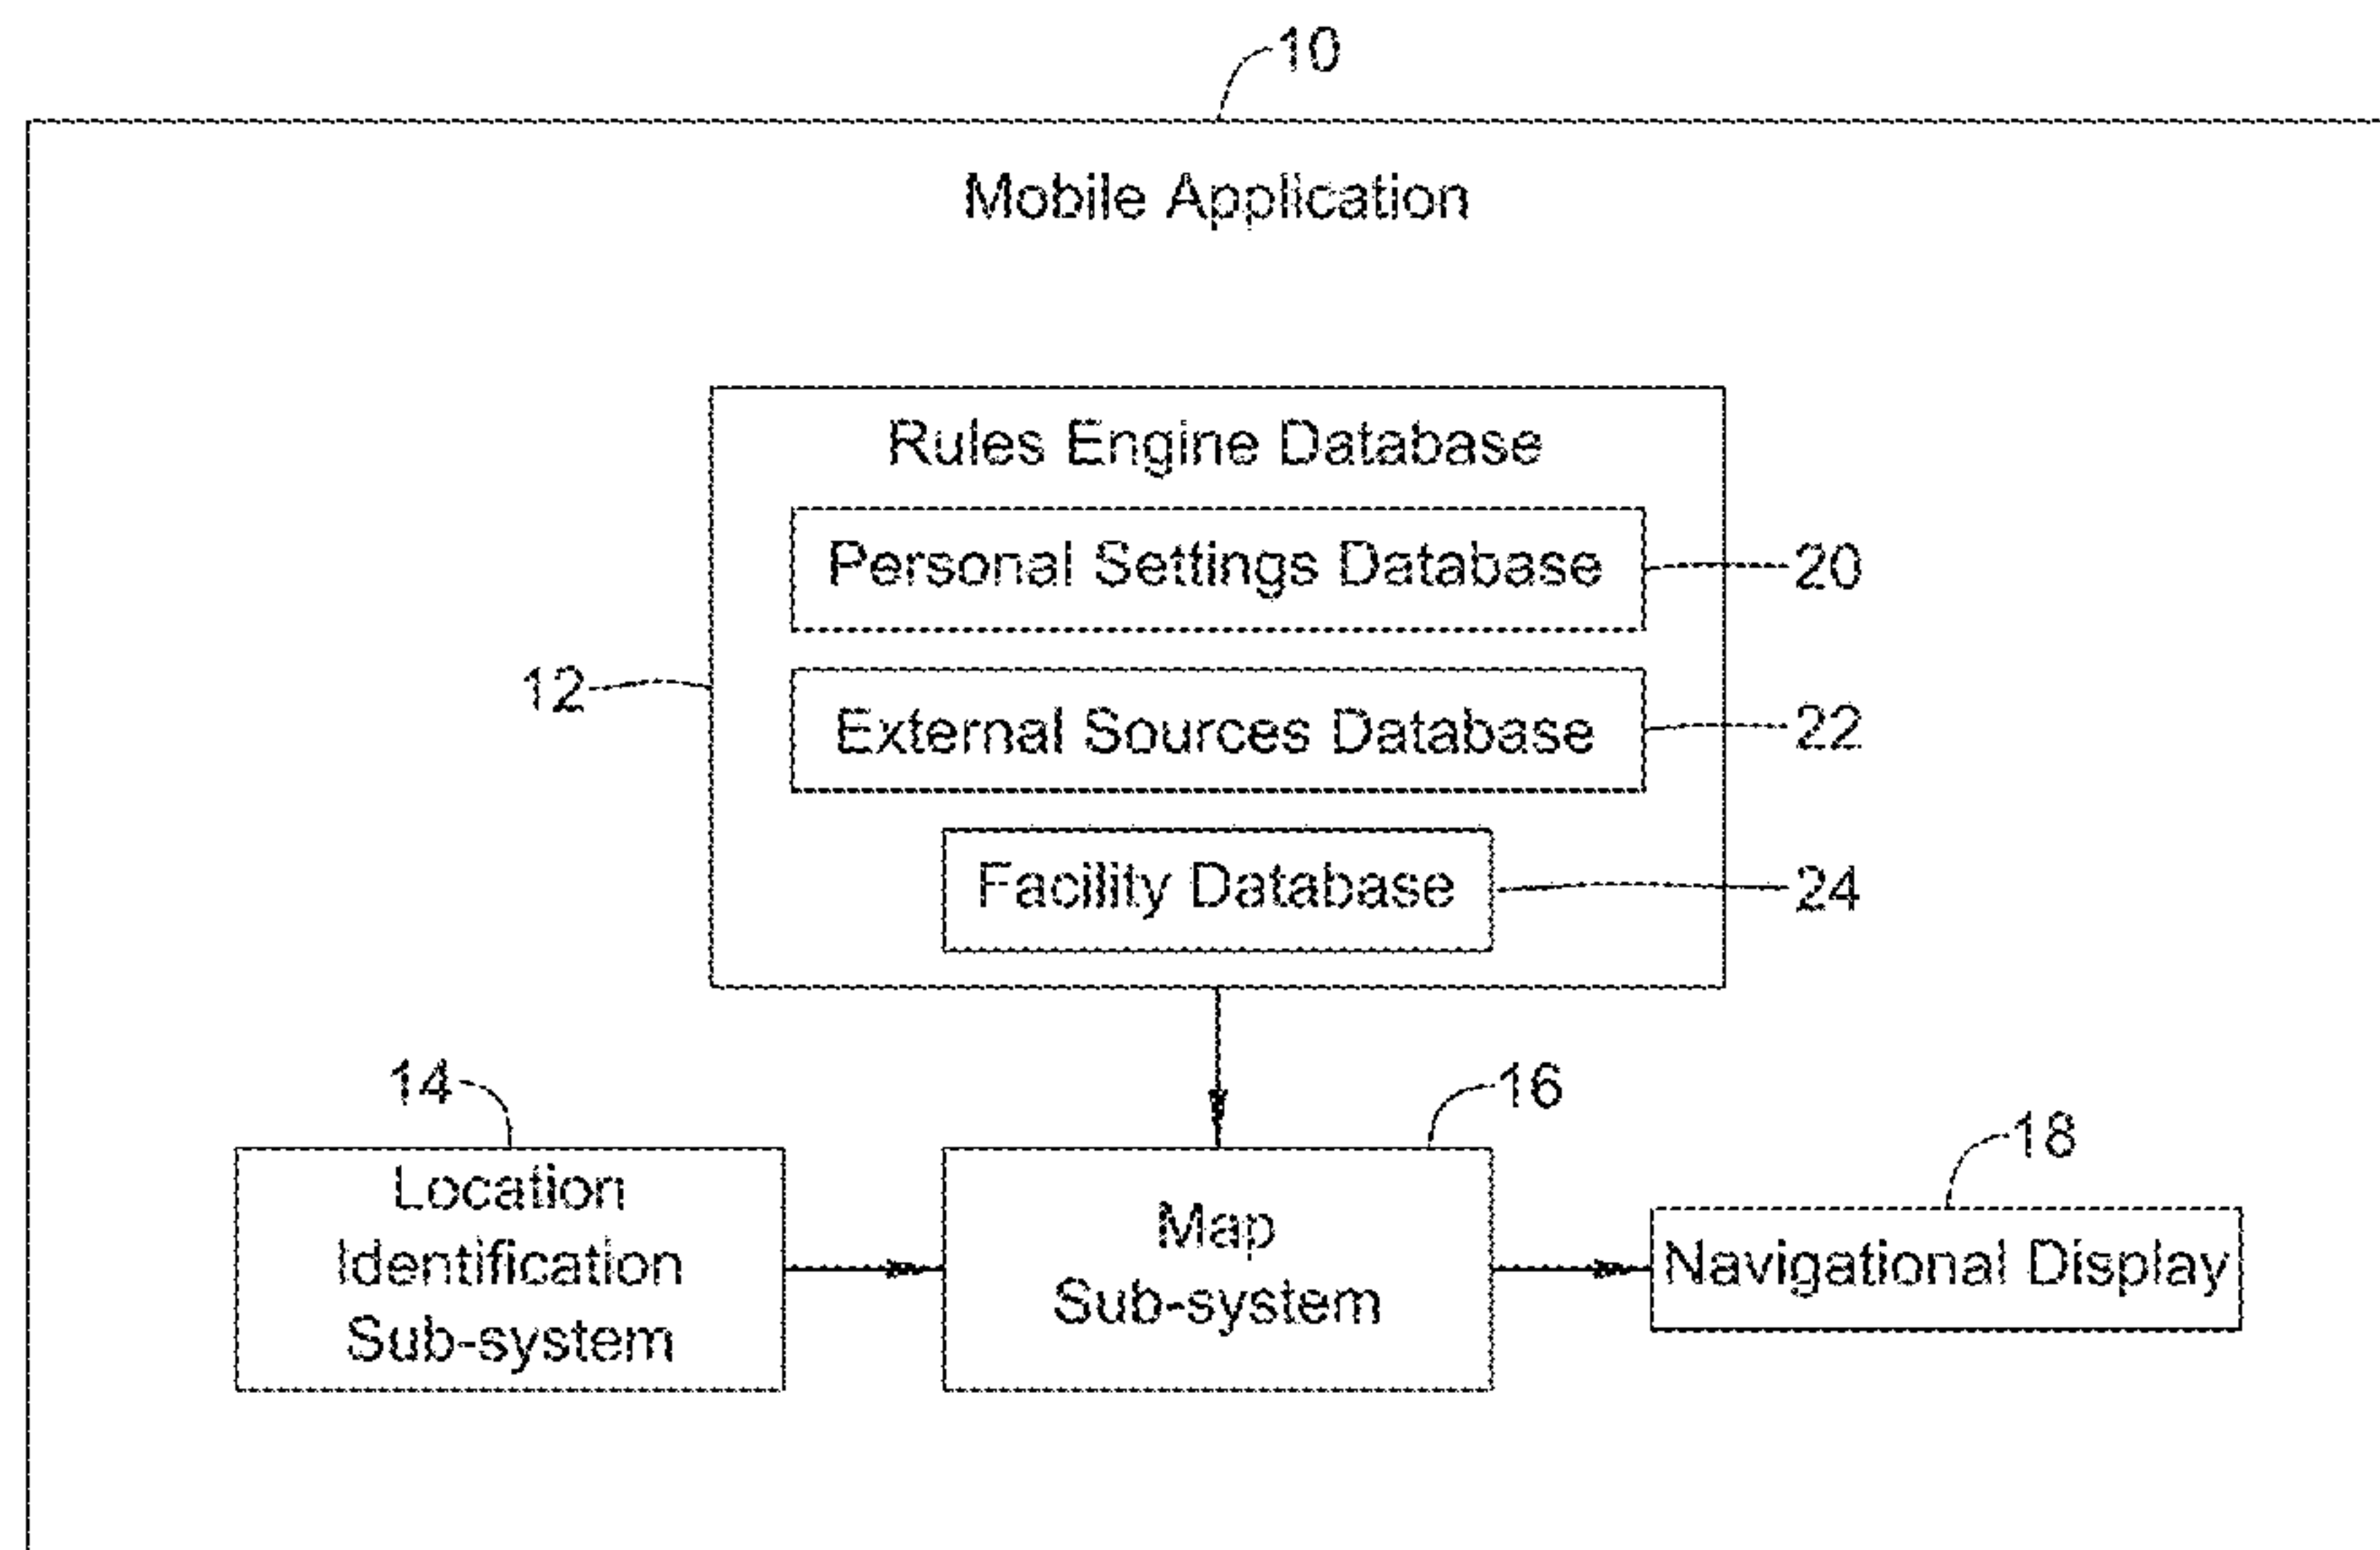 10
Mobile Application
Rules Engine Database
Personal Settings Database
20
12
External Sources Database
22
Facility Database
24
14
16
18
Location
Identification
Sub-system
Map
Sub-system
Navigational Display